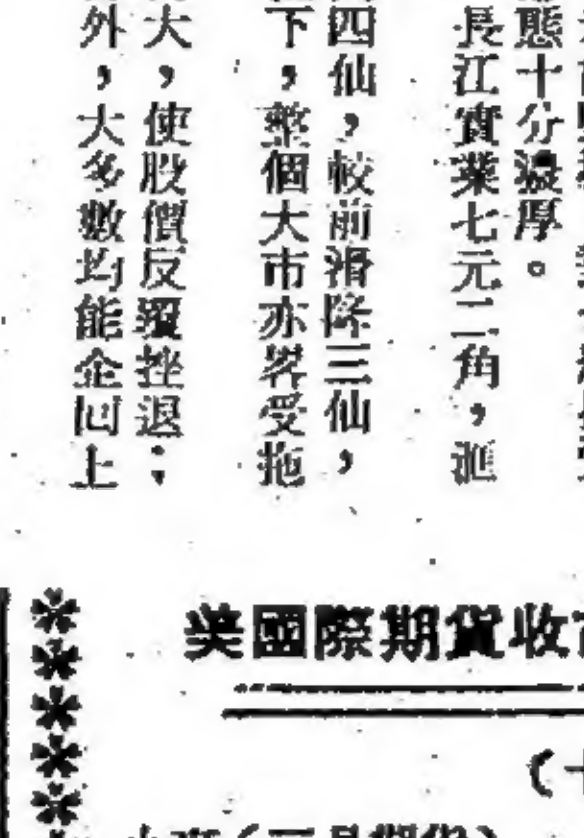 態十分濃厚。
長江實業七元二角，滙
四仙，較前滑降三仙，
下，整個大市亦畧受拖
大，使股價反覆挫退；
外，大多數均能企回上
美國際期貨收市
（十
（三月期貨）